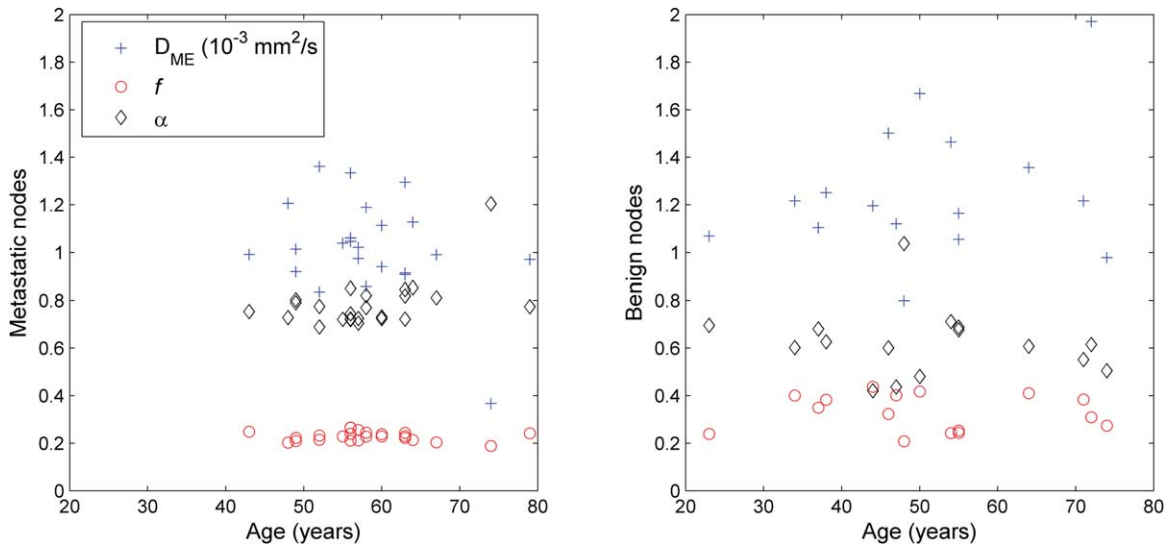 Metastatic nodes
2
1.8
1.6
1.4
1.2
1
0.8
0.6
0.4
0.2
0
D_ME (10^-3 mm^2/s
f
α
20 30 40 50 60 70 80
Age (years)
Benign nodes
2
1.8
1.6
1.4
1.2
1
0.8
0.6
0.4
0.2
0
20 30 40 50 60 70 80
Age (years)